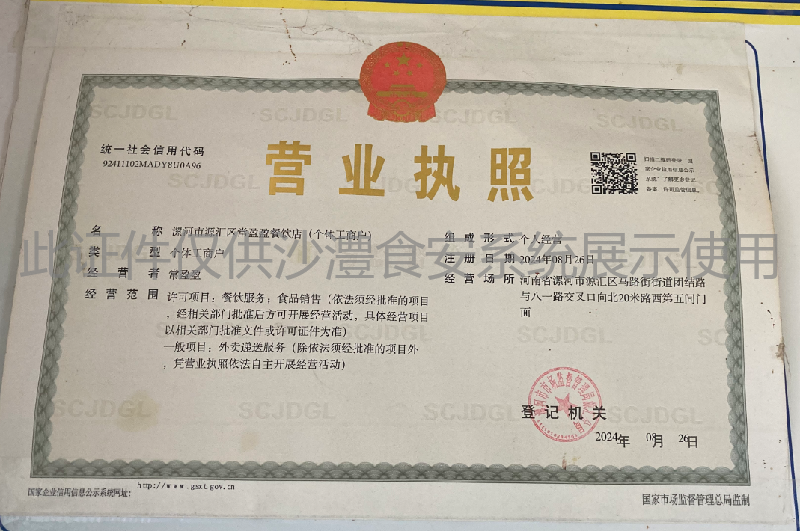 统一社会信用代码
92411102MADY8U0A96
营业执照
名 称 漯河市源汇区常盈盈餐饮店（个体工商户）
类 型 个体工商户
经 营 者 常盈盈
经 营 范 围 许可项目：餐饮服务；食品销售（依法须经批准的项目
，经相关部门批准后方可开展经营活动，具体经营项目
以相关部门批准文件或许可证件为准）
一般项目：外卖递送服务（除依法须经批准的项目外
，凭营业执照依法自主开展经营活动）
组 成 形 式 个人经营
注 册 日 期 2024年08月26日
经 营 场 所 河南省漯河市源汇区马路街街道团结路
与八一路交叉口向北20米路西第五间门
面
此证件仅供沙澧食安系统展示使用
登记机关
2024年 08月 26日
国家企业信用信息公示系统网址：
http://www.gsxt.gov.cn
国家市场监督管理总局监制
SCJDGL